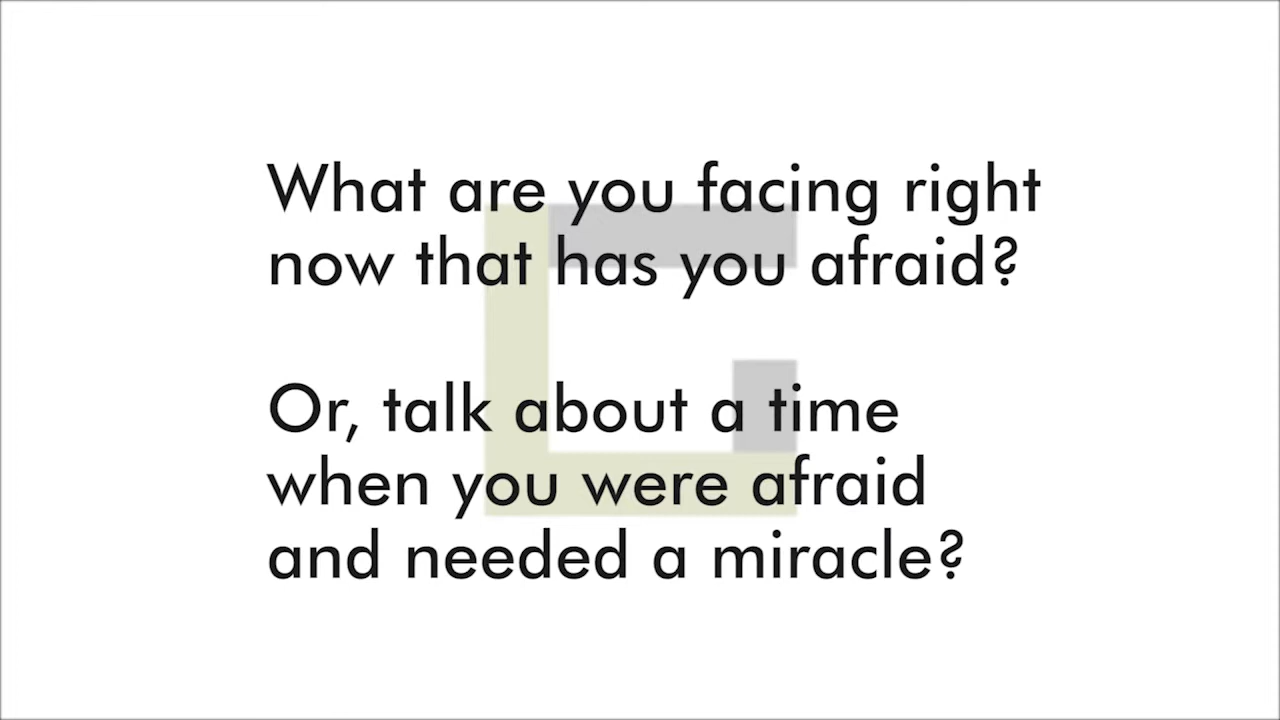 What are you facing right
now that has you afraid?
Or, talk about a time
when you were afraid
and needed a miracle?